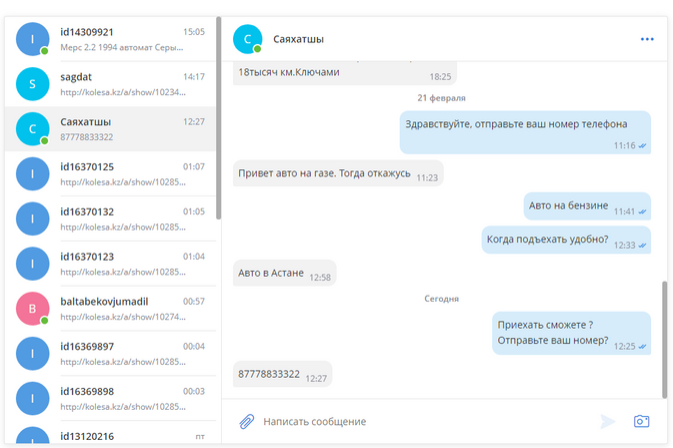 I
id14309921
15:05
Мерс 2.2 1994 автомат Серы...
S
sagdat
14:17
http://kolesa.kz/a/show/10234...
С
Саяхатшы
12:27
87778833322
I
id16370125
01:07
http://kolesa.kz/a/show/10285...
I
id16370132
01:05
http://kolesa.kz/a/show/10285...
I
id16370123
01:04
http://kolesa.kz/a/show/10285...
B
baltabekovjumadil
00:57
http://kolesa.kz/a/show/10274...
I
id16369897
00:04
http://kolesa.kz/a/show/10285...
I
id16369898
00:03
http://kolesa.kz/a/show/10285...
I
id13120216
пт
С
Саяхатшы
18тысяч км.Ключами
18:25
21 февраля
Здравствуйте, отправьте ваш номер телефона
11:16
Привет авто на газе. Тогда откажусь
11:23
Авто на бензине
11:41
Когда подъехать удобно?
12:33
Авто в Астане
12:58
Сегодня
Приехать сможете ?
Отправьте ваш номер?
12:25
87778833322
12:27
Написать сообщение